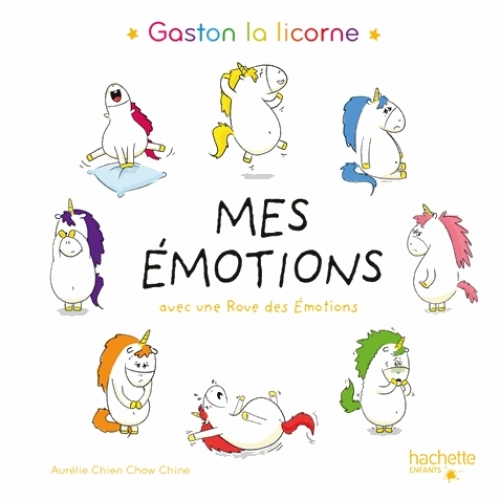 Gaston la licorne
MES
ÉMOTIONS
avec une Roue des Émotions
Aurélie Chien Chow Chine
hachette
ENFANTS